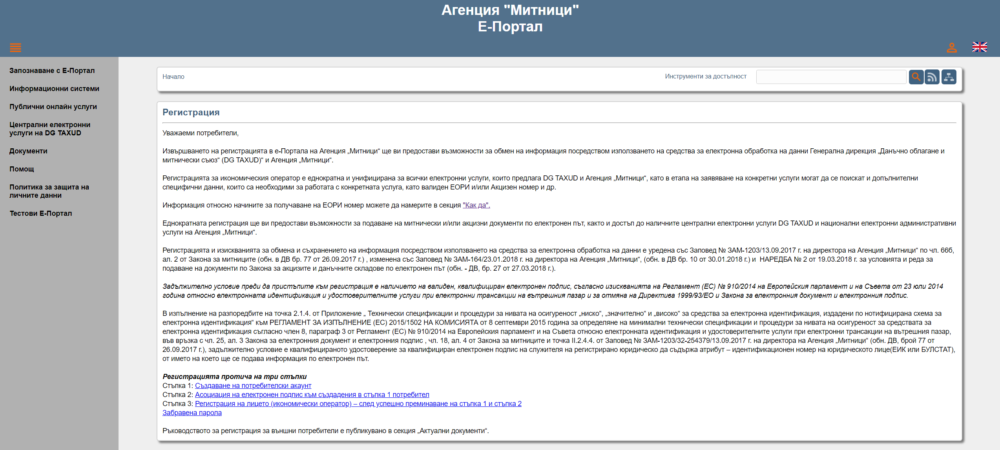 Агенция "Митници"
Е-Портал
Запознаване с Е-Портал
Информационни системи
Публични онлайн услуги
Централни електронни
услуги на DG TAXUD
Документи
Помощ
Политика за защита на
личните данни
Тестови Е-Портал
Начало
Инструменти за достъпност
Регистрация
Уважаеми потребители,
Извършването на регистрацията в е-Портала на Агенция „Митници“ ще ви предостави възможности за обмен на информация посредством използването на средства за електронна обработка на данни Генерална дирекция „Данъчно облагане и
митнически съюз“ (DG TAXUD)“ и Агенция „Митници“.
Регистрацията за икономическия оператор е еднократна и унифицирана за всички електронни услуги, които предлага DG TAXUD и Агенция „Митници“, като в етапа на заявяване на конкретни услуги могат да се поискат и допълнителни
специфични данни, които са необходими за работата с конкретната услуга, като валиден ЕОРИ и/или Акцизен номер и др.
Информация относно начините за получаване на ЕОРИ номер можете да намерите в секция "Как да".
Еднократната регистрация ще ви предостави възможности за подаване на митнически и/или акцизни документи по електронен път, както и достъп до наличните централни електронни услуги DG TAXUD и национални електронни административни
услуги на Агенция „Митници“.
Регистрацията и изискванията за обмена и съхранението на информация посредством използването на средства за електронна обработка на данни е уредена със Заповед № ЗАМ-1203/13.09.2017 г. на директора на Агенция „Митници“ по чл. 66б,
ал. 2 от Закона за митниците (обн. в ДВ бр. 77 от 26.09.2017 г.) , изменена със Заповед № ЗАМ-164/23.01.2018 г. на директора на Агенция „Митници“, (обн. в ДВ бр. 10 от 30.01.2018 г.) и  НАРЕДБА № 2 от 19.03.2018 г. за условията и реда за
подаване на документи по Закона за акцизите и данъчните складове по електронен път (обн. - ДВ, бр. 27 от 27.03.2018 г.).
Задължително условие преди да пристъпите към регистрация е наличието на валиден, квалифициран електронен подпис, съгласно изискванията на Регламент (ЕС) № 910/2014 на Европейския парламент и на Съвета от 23 юли 2014
година относно електронната идентификация и удостоверителните услуги при електронни трансакции на вътрешния пазар и за отмяна на Директива 1999/93/ЕО и Закона за електронния документ и електронния подпис.
В изпълнение на разпоредбите на точка 2.1.4. от Приложение „ Технически спецификации и процедури за нивата на осигуреност „ниско“, „значително“ и „високо“ за средства за електронна идентификация, издадени по нотифицирана схема за
електронна идентификация“ към РЕГЛАМЕНТ ЗА ИЗПЪЛНЕНИЕ (ЕС) 2015/1502 НА КОМИСИЯТА от 8 септември 2015 година за определяне на минимални технически спецификации и процедури за нивата на осигуреност за средствата за
електронна идентификация съгласно член 8, параграф 3 от Регламент (ЕС) № 910/2014 на Европейския парламент и на Съвета относно електронната идентификация и удостоверителните услуги при електронни трансакции на вътрешния пазар,
във връзка с чл. 25, ал. 3 Закона за електронния документ и електронния подпис , чл. 18, ал. 4 от Закона за митниците и точка II.2.4.4. от Заповед № ЗАМ-1203/32-254379/13.09.2017 г. на директора на Агенция „Митници“ (обн. ДВ, брой 77 от
26.09.2017 г.), задължително условие е квалифицираното удостоверение за квалифициран електронен подпис на служителя на регистрирано юридическо да съдържа атрибут – идентификационен номер на юридическото лице(ЕИК или БУЛСТАТ),
от името на което ще се подава информация по електронен път.
Регистрацията протича на три стъпки
Стъпка 1: Създаване на потребителски акаунт
Стъпка 2: Асоциация на електронен подпис към създадения в стъпка 1 потребител
Стъпка 3: Регистрация на лицето (икономически оператор) – след успешно преминаване на стъпка 1 и стъпка 2
Забравена парола
Ръководството за регистрация за външни потребители е публикувано в секция „Актуални документи“.